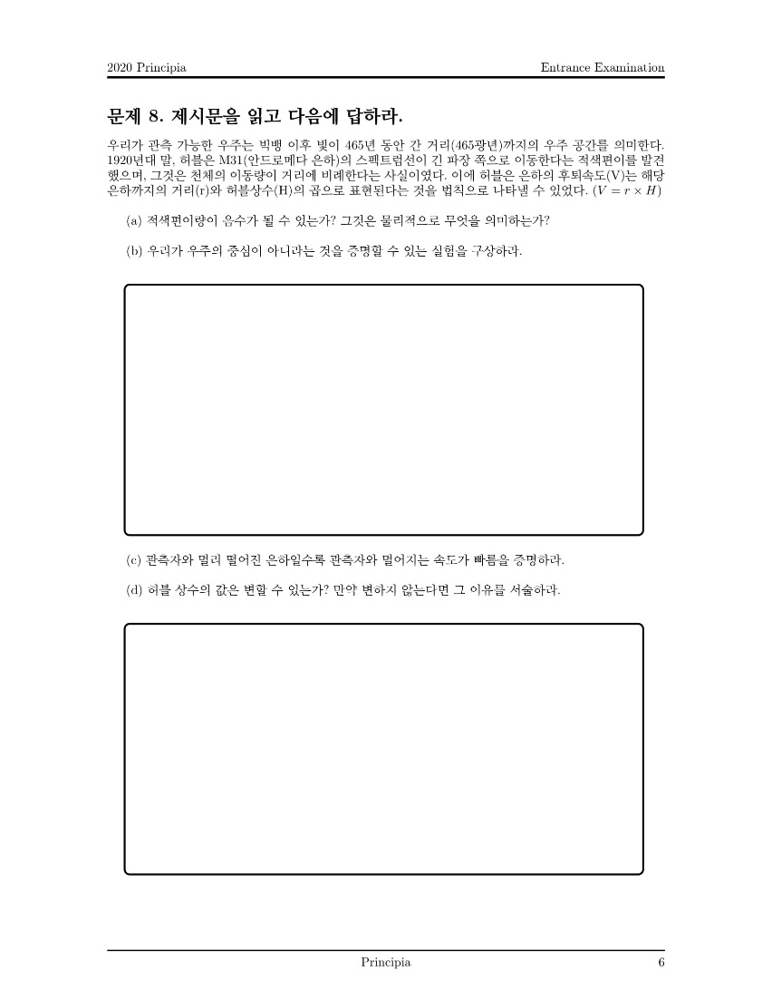 2020 Principia
Entrance Examination
문제 8. 제시문을 읽고 다음에 답하라.
우리가 관측 가능한 우주는 빅뱅 이후 빛이 465년 동안 간 거리(465광년)까지의 우주 공간를 의미한다.
1920년대 말, 허블은 M31(안드로메다 은하)의 스펙트럼선이 긴 파장 쪽으로 이동한다는 적색편이를 발견
했으며, 그것은 천체의 이동량이 거리에 비례한다는 사실이였다. 이에 허블은 은하의 후퇴속도(V)는 해당
은하까지의 거리(r)와 허블상수(H)의 곱으로 표현된다는 것을 법칙으로 나타낼 수 있었다. (V = r × H)
(a) 적색편이량이 음수가 될 수 있는가? 그것은 물리적으로 무엇을 의미하는가?
(b) 우리가 우주의 중심이 아니라는 것을 증명할 수 있는 실험을 구상하라.
(c) 관측자와 멀리 떨어진 은하일수록 관측자와 멀어지는 속도가 빠름을 증명하라.
(d) 허블 상수의 값은 변할 수 있는가? 만약 변하지 않는다면 그 이유를 서술하라.
Principia
6